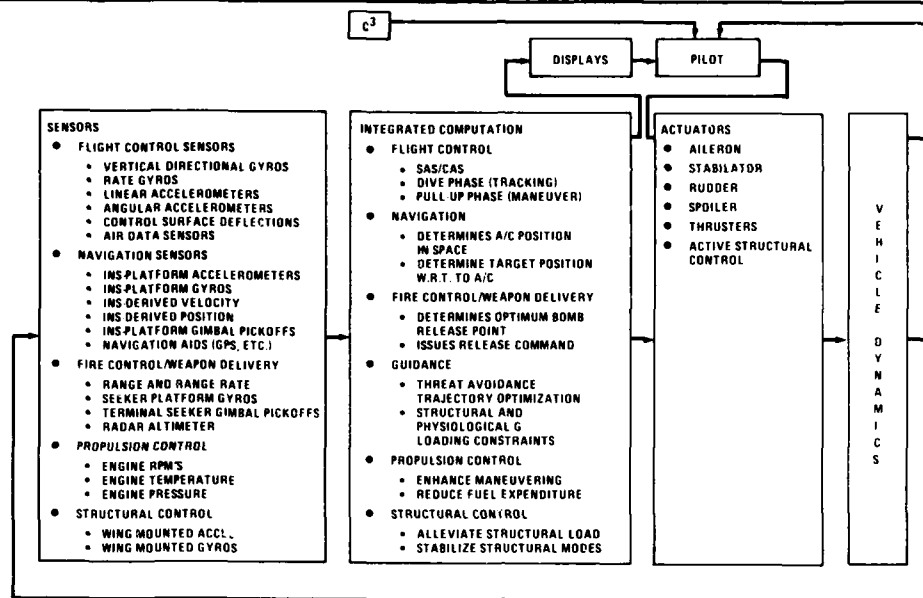 C3
DISPLAYS
PILOT
SENSORS
● FLIGHT CONTROL SENSORS
• VERTICAL DIRECTIONAL GYROS
• RATE GYROS
• LINEAR ACCELEROMETERS
• ANGULAR ACCELEROMETERS
• CONTROL SURFACE DEFLECTIONS
• AIR DATA SENSORS
● NAVIGATION SENSORS
• INS-PLATFORM ACCELEROMETERS
• INS-PLATFORM GYROS
• INS-DERIVED VELOCITY
• INS DERIVED POSITION
• INS-PLATFORM GIMBAL PICKOFFS
• NAVIGATION AIDS (GPS, ETC.)
● FIRE CONTROL/WEAPON DELIVERY
• RANGE AND RANGE RATE
• SEEKER PLATFORM GYROS
• TERMINAL SEEKER GIMBAL PICKOFFS
• RADAR ALTIMETER
● PROPULSION CONTROL
• ENGINE RPM'S
• ENGINE TEMPERATURE
• ENGINE PRESSURE
● STRUCTURAL CONTROL
• WING MOUNTED ACCL.
• WING MOUNTED GYROS
INTEGRATED COMPUTATION
● FLIGHT CONTROL
• SAS/CAS
• DIVE PHASE (TRACKING)
• PULL-UP PHASE (MANEUVER)
● NAVIGATION
• DETERMINES A/C POSITION
IN SPACE
• DETERMINE TARGET POSITION
W.R.T. TO A/C
● FIRE CONTROL/WEAPON DELIVERY
• DETERMINES OPTIMUM BOMB
RELEASE POINT
• ISSUES RELEASE COMMAND
● GUIDANCE
• THREAT AVOIDANCE
TRAJECTORY OPTIMIZATION
• STRUCTURAL AND
PHYSIOLOGICAL G
LOADING CONSTRAINTS
● PROPULSION CONTROL
• ENHANCE MANEUVERING
• REDUCE FUEL EXPENDITURE
● STRUCTURAL CONTROL
• ALLEVIATE STRUCTURAL LOAD
• STABILIZE STRUCTURAL MODES
ACTUATORS
● AILERON
● STABILATOR
● RUDDER
● SPOILER
● THRUSTERS
● ACTIVE STRUCTURAL
CONTROL
VEHICLE DYNAMICS